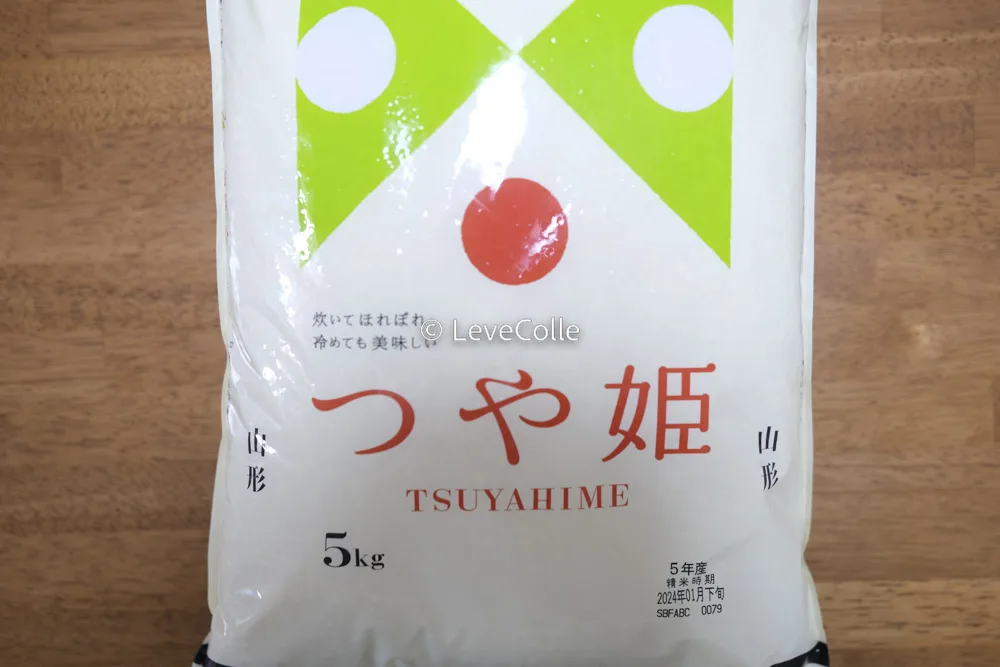 炊いてほれぼれ
冷めても美味しい
© LeveColle
つや姫
山形
山形
TSUYAHIME
5kg
5年産
精米時期
2024年01月下旬
SBFABC 0079